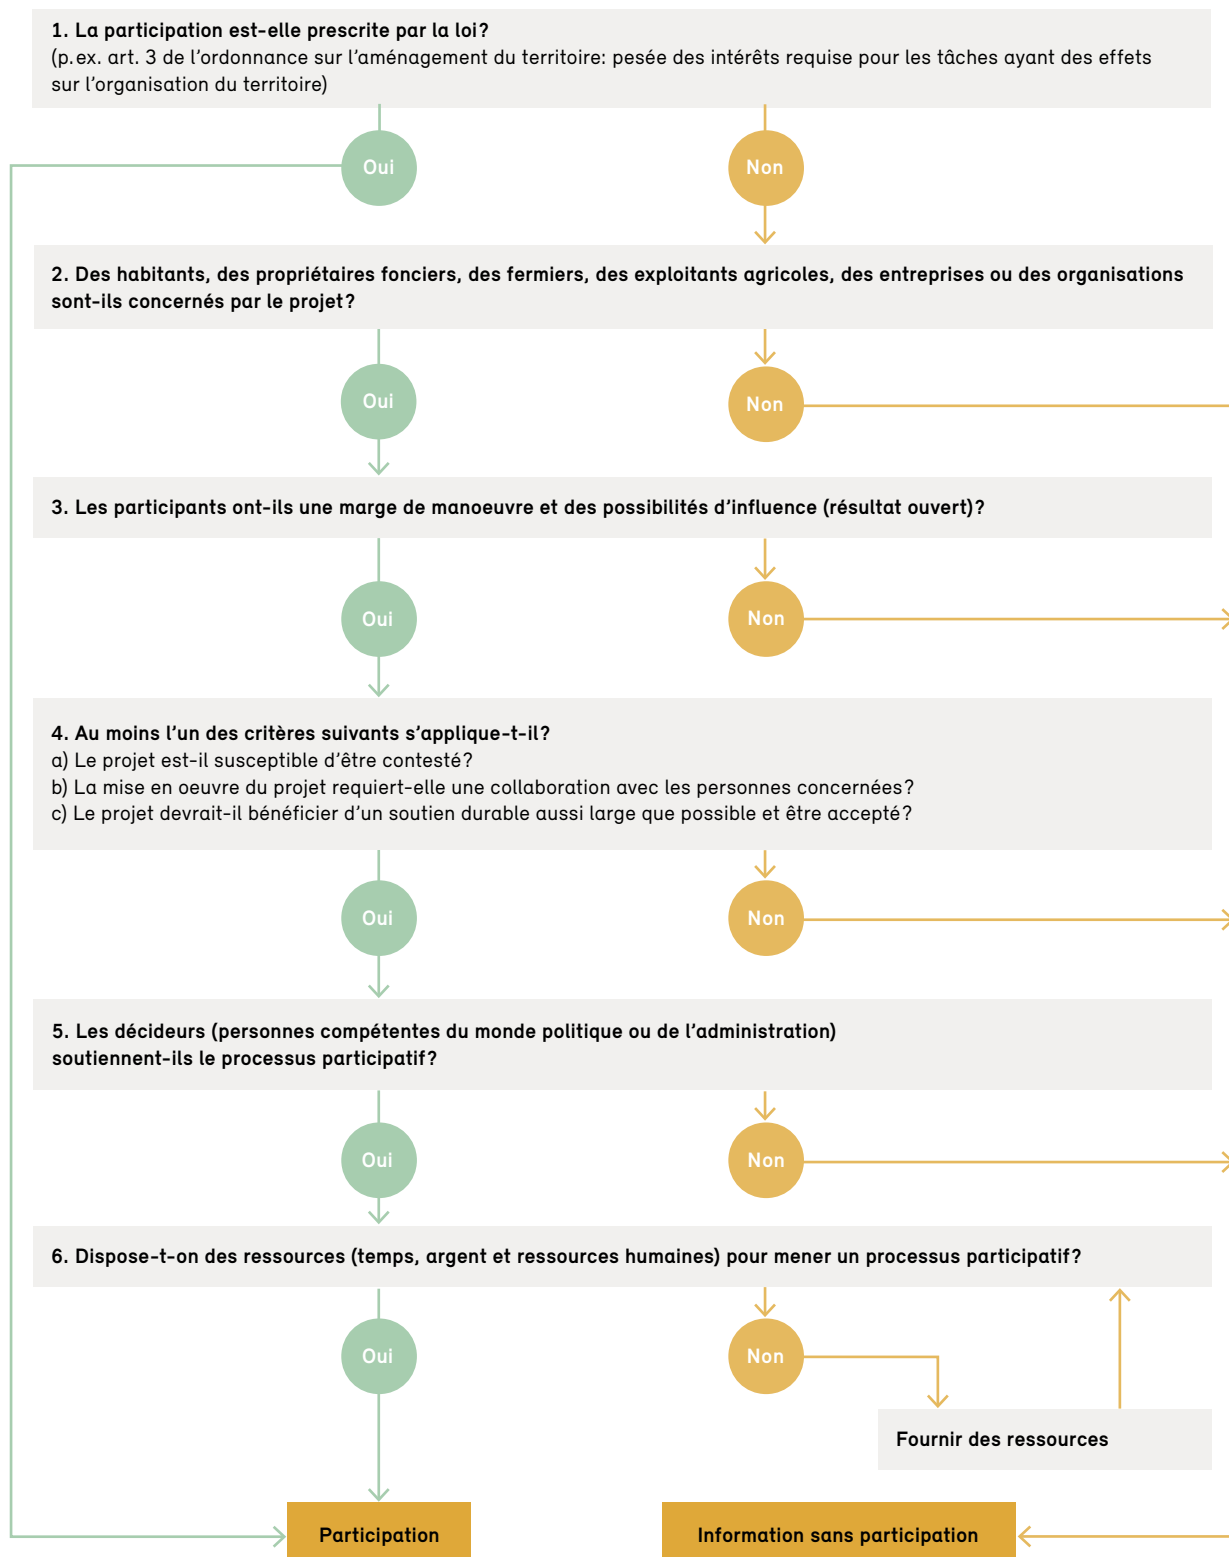 1. La participation est-elle prescrite par la loi?
(p.ex. art. 3 de l’ordonnance sur l’aménagement du territoire: pesée des intérêts requise pour les tâches ayant des effets
sur l’organisation du territoire)
Oui
Non
2. Des habitants, des propriétaires fonciers, des fermiers, des exploitants agricoles, des entreprises ou des organisations
sont-ils concernés par le projet?
Oui
Non
3. Les participants ont-ils une marge de manoeuvre et des possibilités d’influence (résultat ouvert)?
Oui
Non
4. Au moins l’un des critères suivants s’applique-t-il?
a) Le projet est-il susceptible d’être contesté?
b) La mise en oeuvre du projet requiert-elle une collaboration avec les personnes concernées?
c) Le projet devrait-il bénéficier d’un soutien durable aussi large que possible et être accepté?
Oui
Non
5. Les décideurs (personnes compétentes du monde politique ou de l’administration)
soutiennent-ils le processus participatif?
Oui
Non
6. Dispose-t-on des ressources (temps, argent et ressources humaines) pour mener un processus participatif?
Oui
Non
Fournir des ressources
Participation
Information sans participation